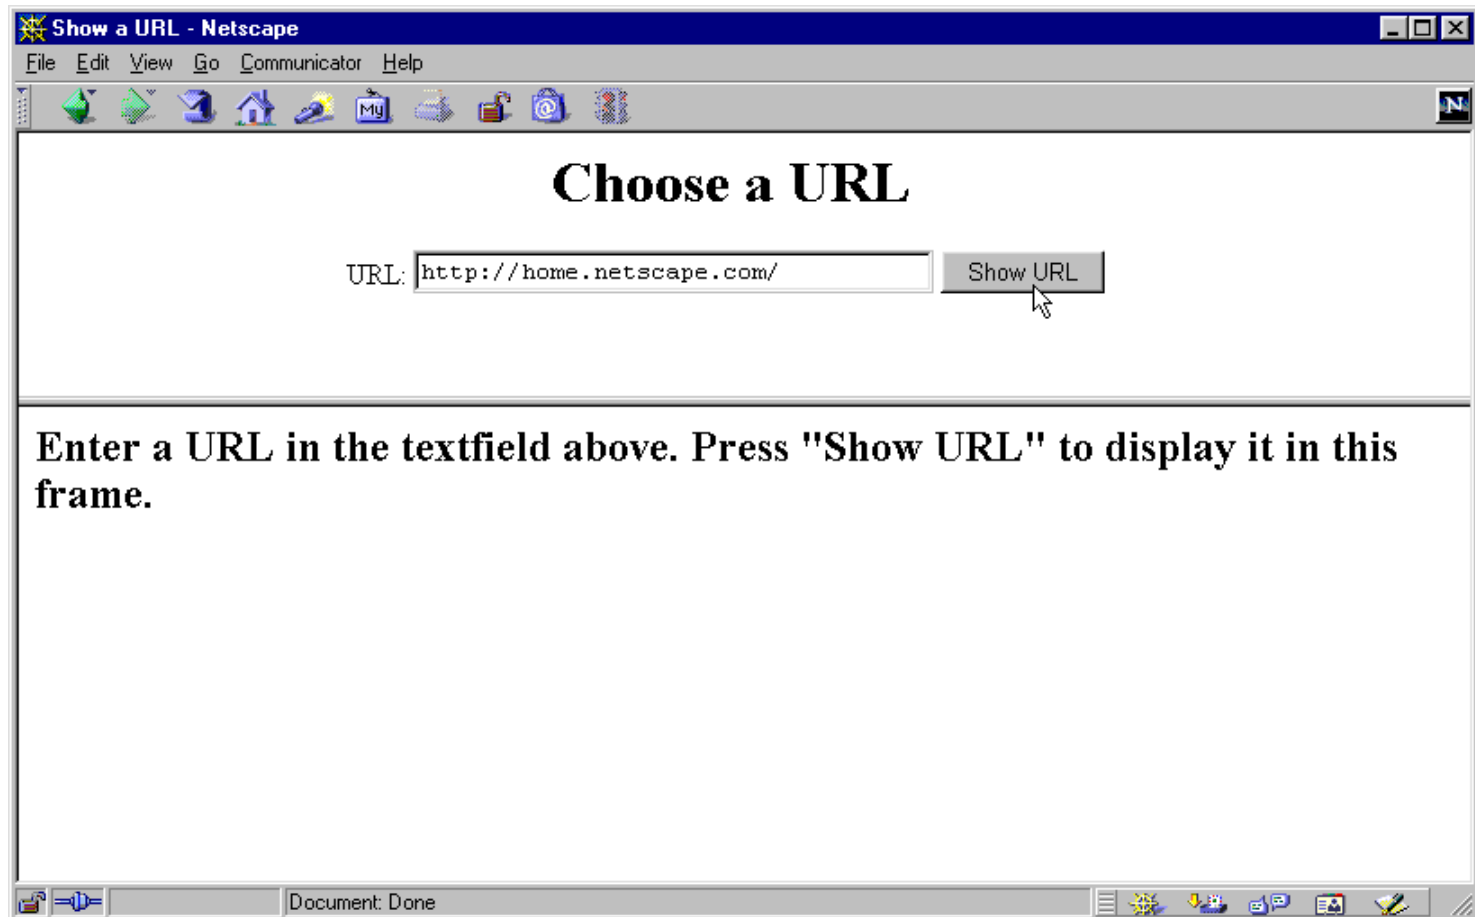 Show a URL - Netscape
File Edit View Go Communicator Help
My
N
Choose a URL
URL: http://home.netscape.com/ Show URL
Enter a URL in the textfield above. Press "Show URL" to display it in this
frame.
Document: Done